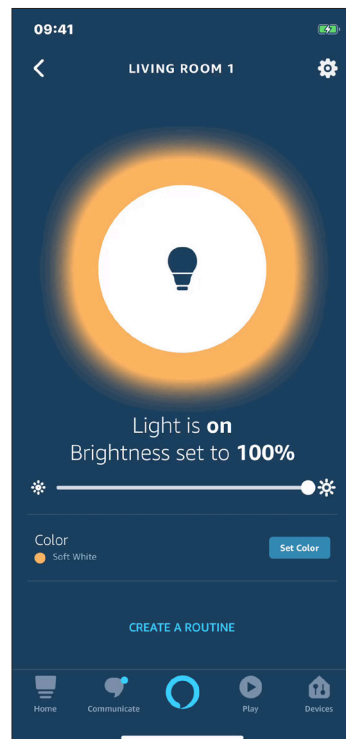 09:41
LIVING ROOM 1
Light is on
Brightness set to 100%
Color
Soft White
Set Color
CREATE A ROUTINE
Home Communicate Play Devices